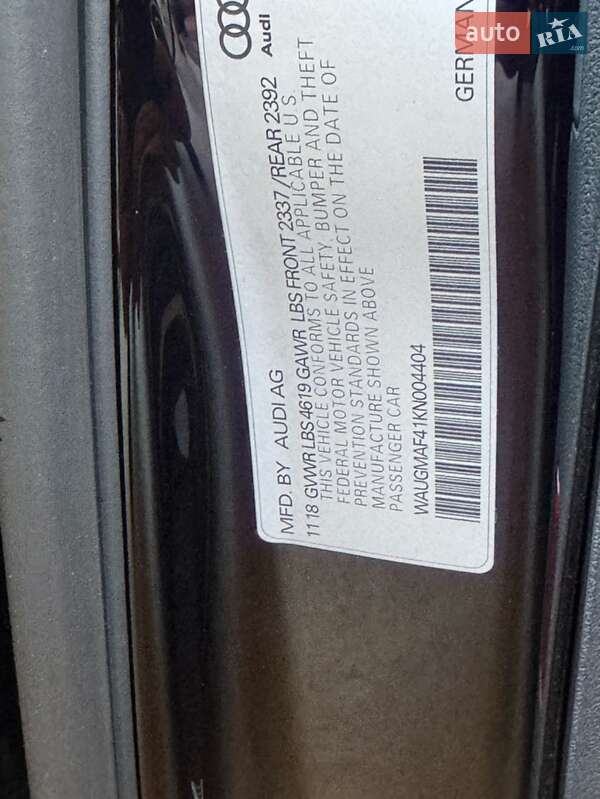 auto RIA.com
Audi
GERMAN
MFD. BY AUDI AG
1118 GVWR LBS 4619 GAWR LBS FRONT 2337/REAR 2392
THIS VEHICLE CONFORMS TO ALL APPLICABLE U.S.
FEDERAL MOTOR VEHICLE SAFETY. BUMPER AND THEFT
PREVENTION STANDARDS IN EFFECT ON THE DATE OF
MANUFACTURE SHOWN ABOVE
PASSENGER CAR
WAUGMAF41KN004404